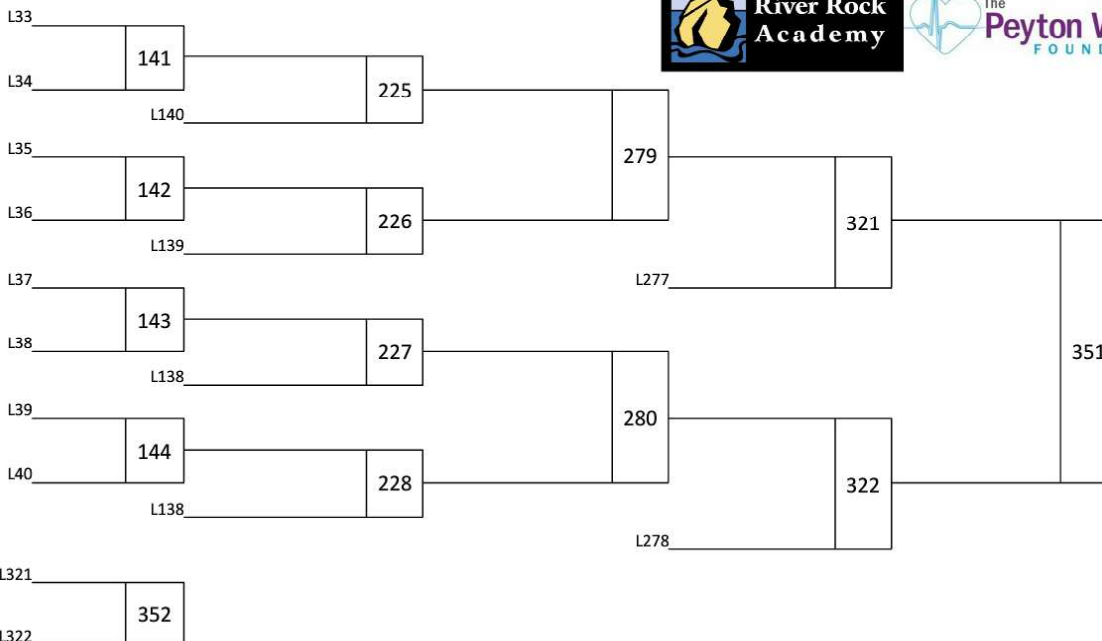 River Rock
Academy
The
Peyton
FOUND
L33
141
L34
225
L140
L35
279
142
L36
226
L139
321
L37
L277
143
L38
227
L138
351
L39
280
144
L40
228
322
L138
L278
L321
352
L322